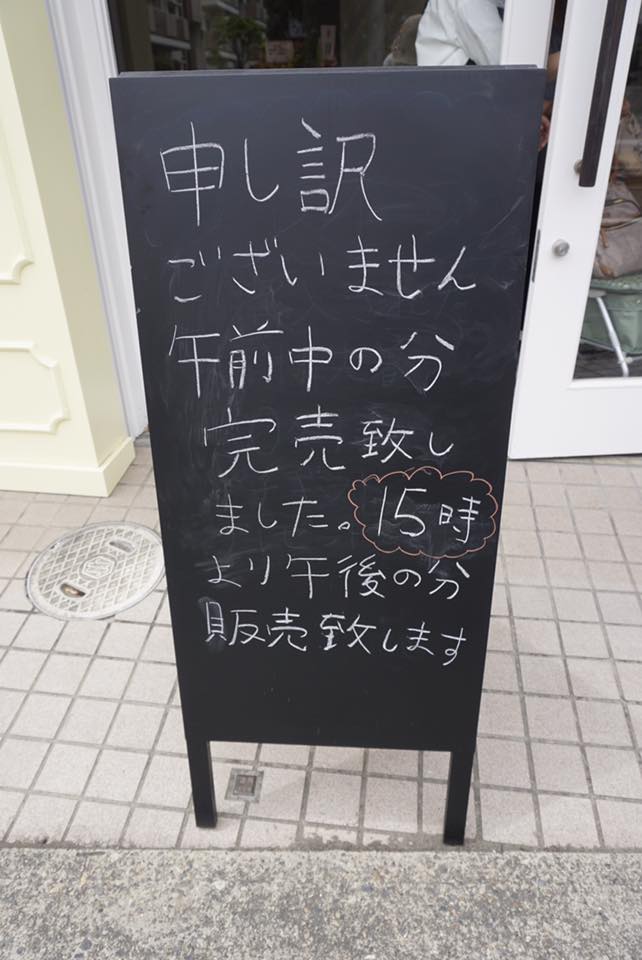 申し訳
ございません
午前中の分
完売致し
ました。15時
より午後の分
販売致します